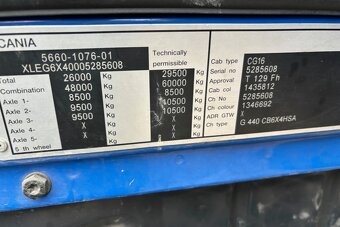 SCANIA
5660-1076-01
XLEG6X40005285608
Technically
permissible
Total 26000 Kg 29500 Kg
Combination 48000 Kg 60000 Kg
Axle 1- 8500 Kg 8500 Kg
Axle 2- 9500 Kg 10500 Kg
Axle 3- 9500 Kg 10500 Kg
Axle 4- X Kg X Kg
Axle 5- X Kg X Kg
5 th wheel X Kg X Kg
Cab type CG16
Serial no 5285608
T 129 Fh
Cab col 1435812
Ch No 5285608
Ch colour 1346692
ADR GTW X
Ch type G 440 CB6X4HSA